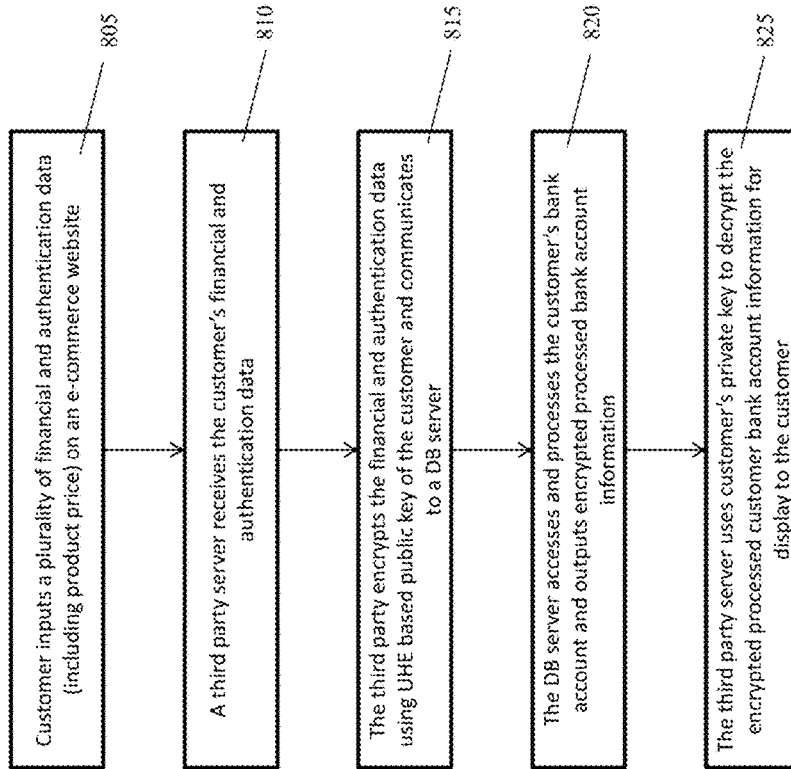 Customer inputs a plurality of financial and authentication data
(including product price) on an e-commerce website
805
A third party server receives the customer's financial and
authentication data
810
The third party encrypts the financial and authentication data
using UHE based public key of the customer and communicates
to a DB server
815
The DB server accesses and processes the customer's bank
account and outputs encrypted processed bank account
information
820
The third party server uses customer's private key to decrypt the
encrypted processed customer bank account information for
display to the customer
825